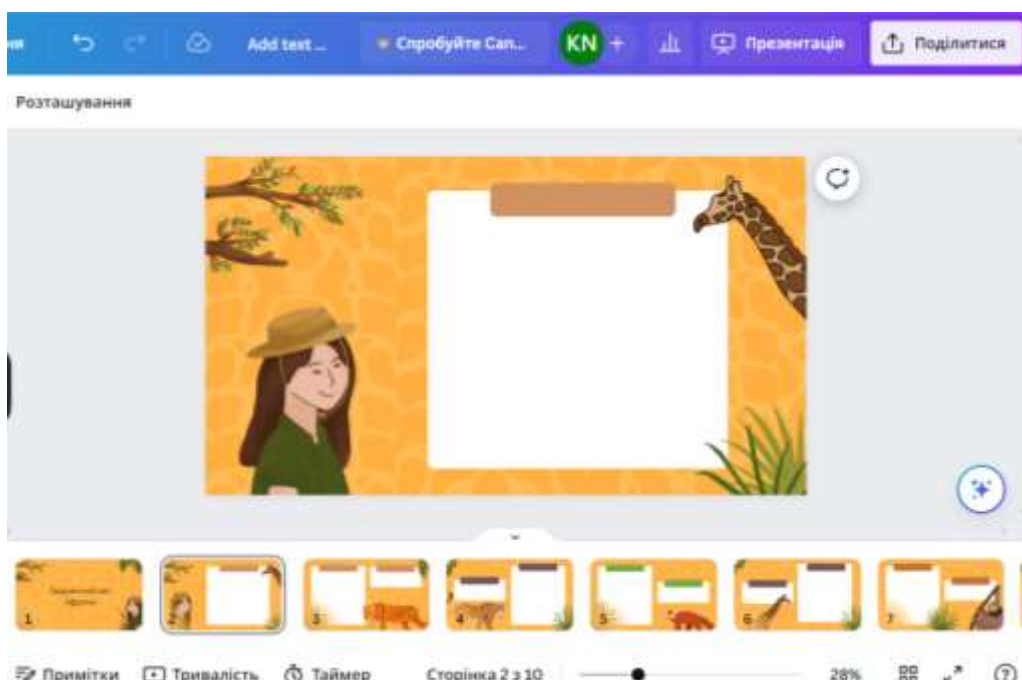 Add text ...
Спробуйте Can...
KN +
Презентація
Поділитися
Розташування
1
2
3
4
5
6
7
Примітки
Тривалість
Таймер
Сторінка 2 з 10
28%